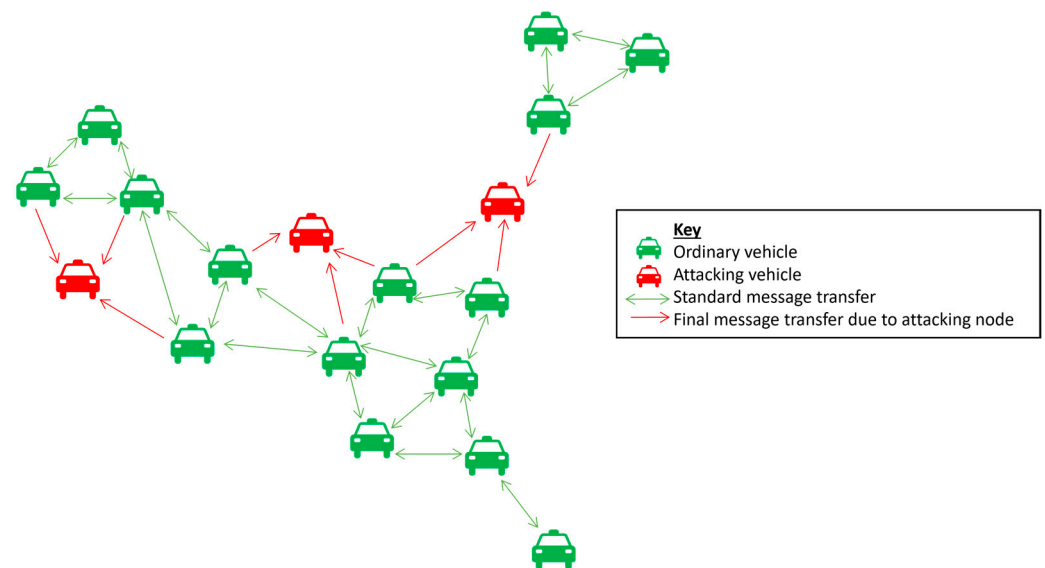 Key
Ordinary vehicle
Attacking vehicle
Standard message transfer
Final message transfer due to attacking node